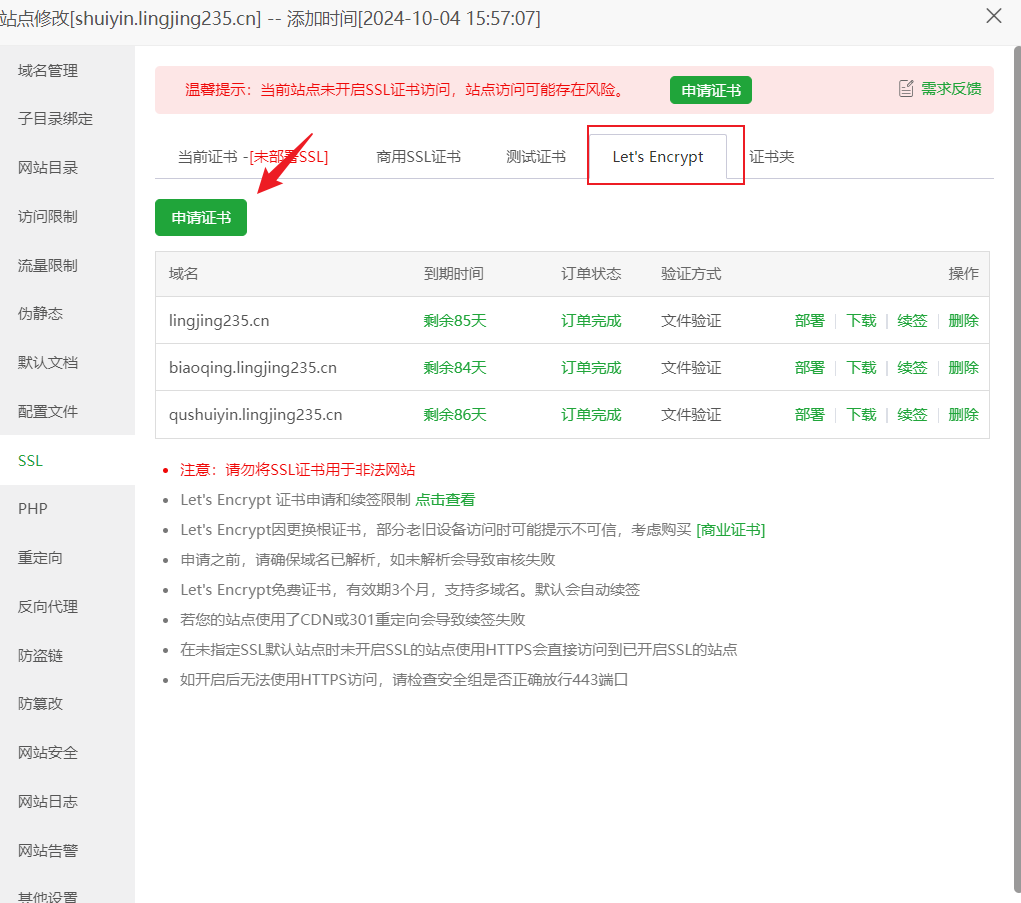 站点修改[shuiyin.lingjing235.cn] -- 添加时间[2024-10-04 15:57:07]
域名管理
子目录绑定
网站目录
访问限制
流量限制
伪静态
默认文档
配置文件
SSL
PHP
重定向
反向代理
防盗链
防篡改
网站安全
网站日志
网站告警
其他设置
温馨提示：当前站点未开启SSL证书访问，站点访问可能存在风险。 申请证书 需求反馈
当前证书 -[未部署SSL] 商用SSL证书 测试证书 Let's Encrypt 证书夹
申请证书
域名 到期时间 订单状态 验证方式 操作
lingjing235.cn 剩余85天 订单完成 文件验证 部署 | 下载 | 续签 | 删除
biaoqing.lingjing235.cn 剩余84天 订单完成 文件验证 部署 | 下载 | 续签 | 删除
qushuiyin.lingjing235.cn 剩余86天 订单完成 文件验证 部署 | 下载 | 续签 | 删除
注意：请勿将SSL证书用于非法网站
Let's Encrypt 证书申请和续签限制 点击查看
Let's Encrypt因更换根证书，部分老旧设备访问时可能提示不可信，考虑购买 [商业证书]
申请之前，请确保域名已解析，如未解析会导致审核失败
Let's Encrypt免费证书，有效期3个月，支持多域名。默认会自动续签
若您的站点使用了CDN或301重定向会导致续签失败
在未指定SSL默认站点时未开启SSL的站点使用HTTPS会直接访问到已开启SSL的站点
如开启后无法使用HTTPS访问，请检查安全组是否正确放行443端口